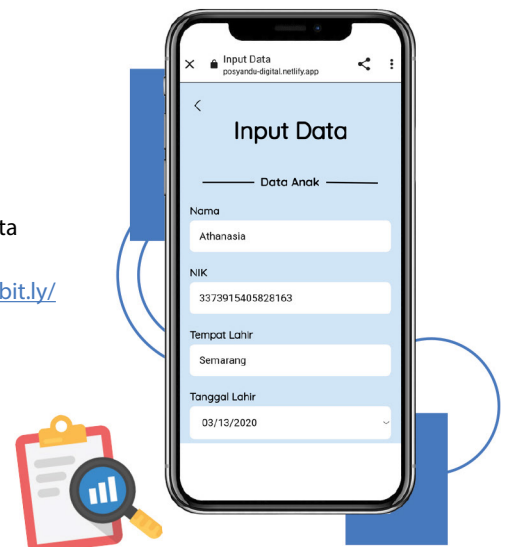 Input Data
posyandu-digital.netlify.app
Input Data
Data Anak
Nama
Athanasia
NIK
3373915405828163
Tempat Lahir
Semarang
Tanggal Lahir
03/13/2020
ta
bit.ly/